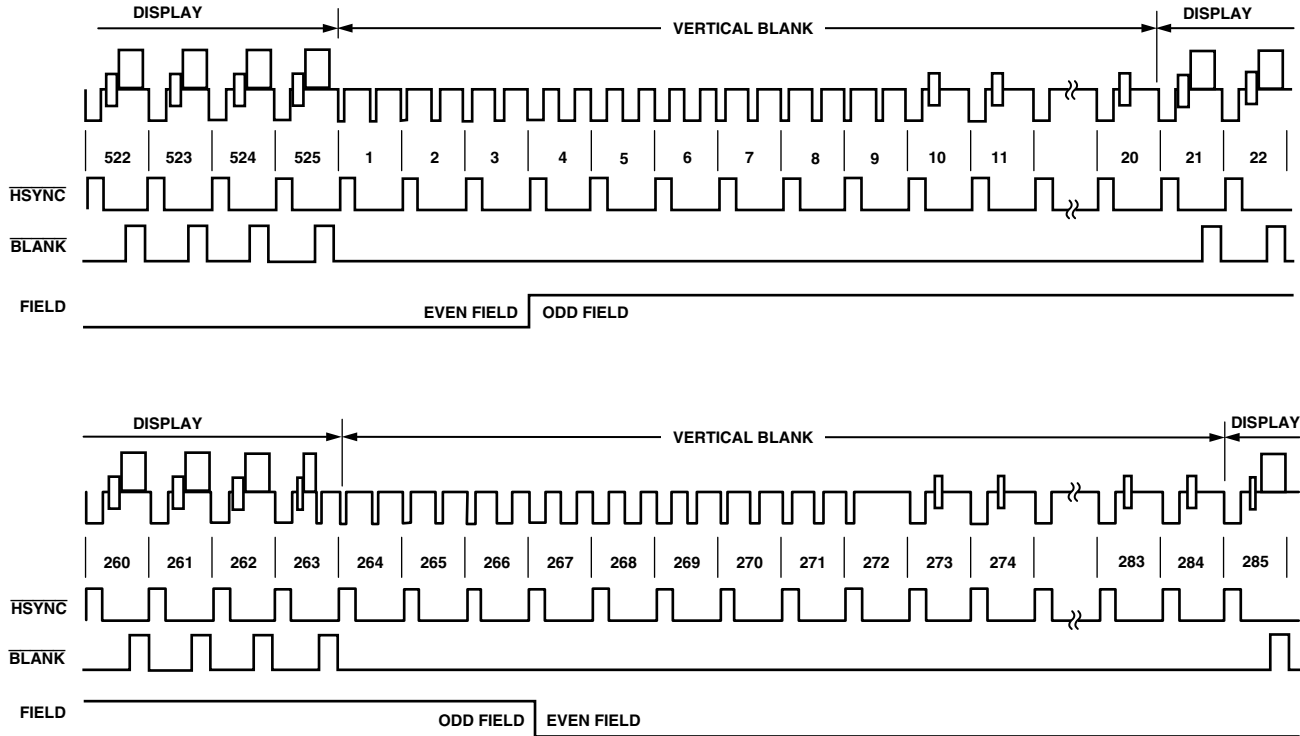 DISPLAY VERTICAL BLANK DISPLAY
522 523 524 525 1 2 3 4 5 6 7 8 9 10 11 20 21 22
HSYNC
BLANK
FIELD EVEN FIELD ODD FIELD
DISPLAY VERTICAL BLANK DISPLAY
260 261 262 263 264 265 266 267 268 269 270 271 272 273 274 283 284 285
HSYNC
BLANK
FIELD ODD FIELD EVEN FIELD